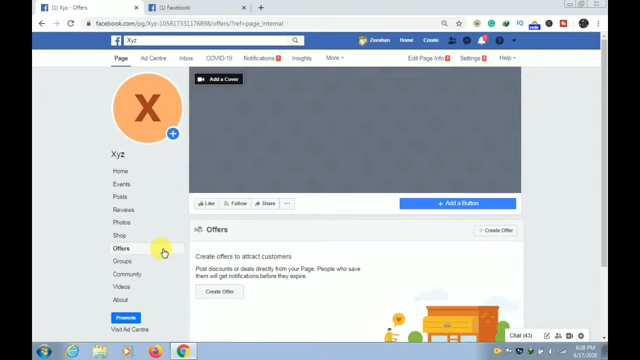 (1) Xyz - Offers
(1) Facebook
facebook.com/pg/Xyz-105817331176898/offers/?ref=page_internal
Xyz
Zeeshan
Home
Create
Page
Ad Centre
Inbox
COVID-19
Notifications
Insights
More
Edit Page Info
Settings
Help
X
Add a Cover
Xyz
Home
Events
Posts
Reviews
Photos
Shop
Offers
Groups
Community
Videos
About
Promote
Visit Ad Centre
Like
Follow
Share
+ Add a Button
Offers
+ Create Offer
Create offers to attract customers
Post discounts or deals directly from your Page. People who
save them will get notifications before they expire.
Create Offer
Chat (43)
6:28 PM
6/17/2020